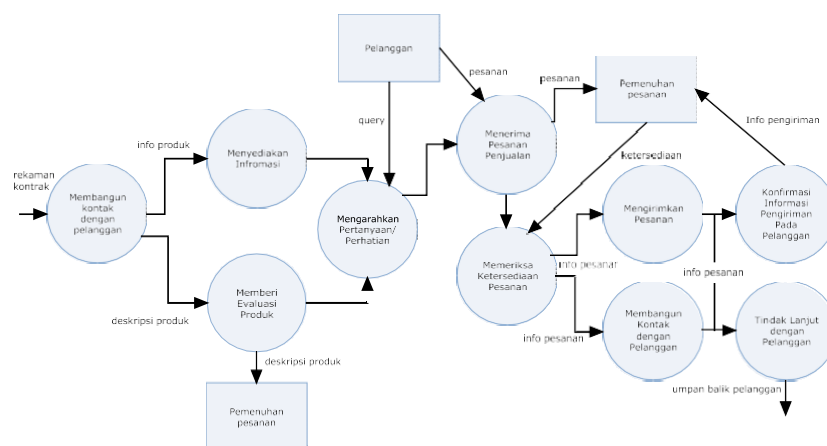 Pelanggan
pesanan
pesanan
Pemenuhan
pesanan
query
Info pengiriman
info produk
Menyediakan
Infromasi
Menerima
Pesanan
Penjualan
ketersediaan
rekaman
kontrak
Membangun
kontak
dengan
pelanggan
Mengarahkan
Pertanyaan/
Perhatian
Mengirimkan
Pesanan
Konfirmasi
Informasi
Pengiriman
Pada
Pelanggan
Memeriksa
Ketersediaan
Pesanan
info pesanan
info pesanan
Memberi
Evaluasi
Produk
deskripsi produk
info pesanan
Membangun
Kontak
dengan
Pelanggan
Tindak Lanjut
dengan
Pelanggan
deskripsi produk
umpan balik pelanggan
Pemenuhan
pesanan